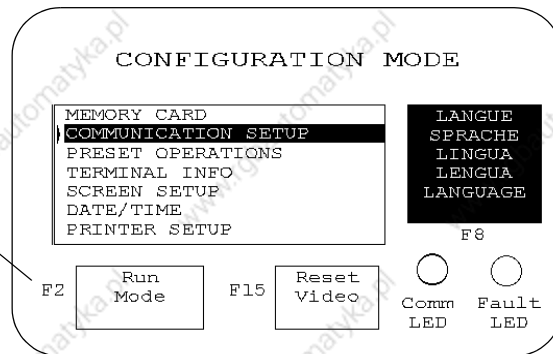 CONFIGURATION MODE
MEMORY CARD
COMMUNICATION SETUP
PRESET OPERATIONS
TERMINAL INFO
SCREEN SETUP
DATE/TIME
PRINTER SETUP
LANGUE
SPRACHE
LINGUA
LENGUA
LANGUAGE
F8
F2
Run
Mode
F15
Reset
Video
Comm
LED
Fault
LED